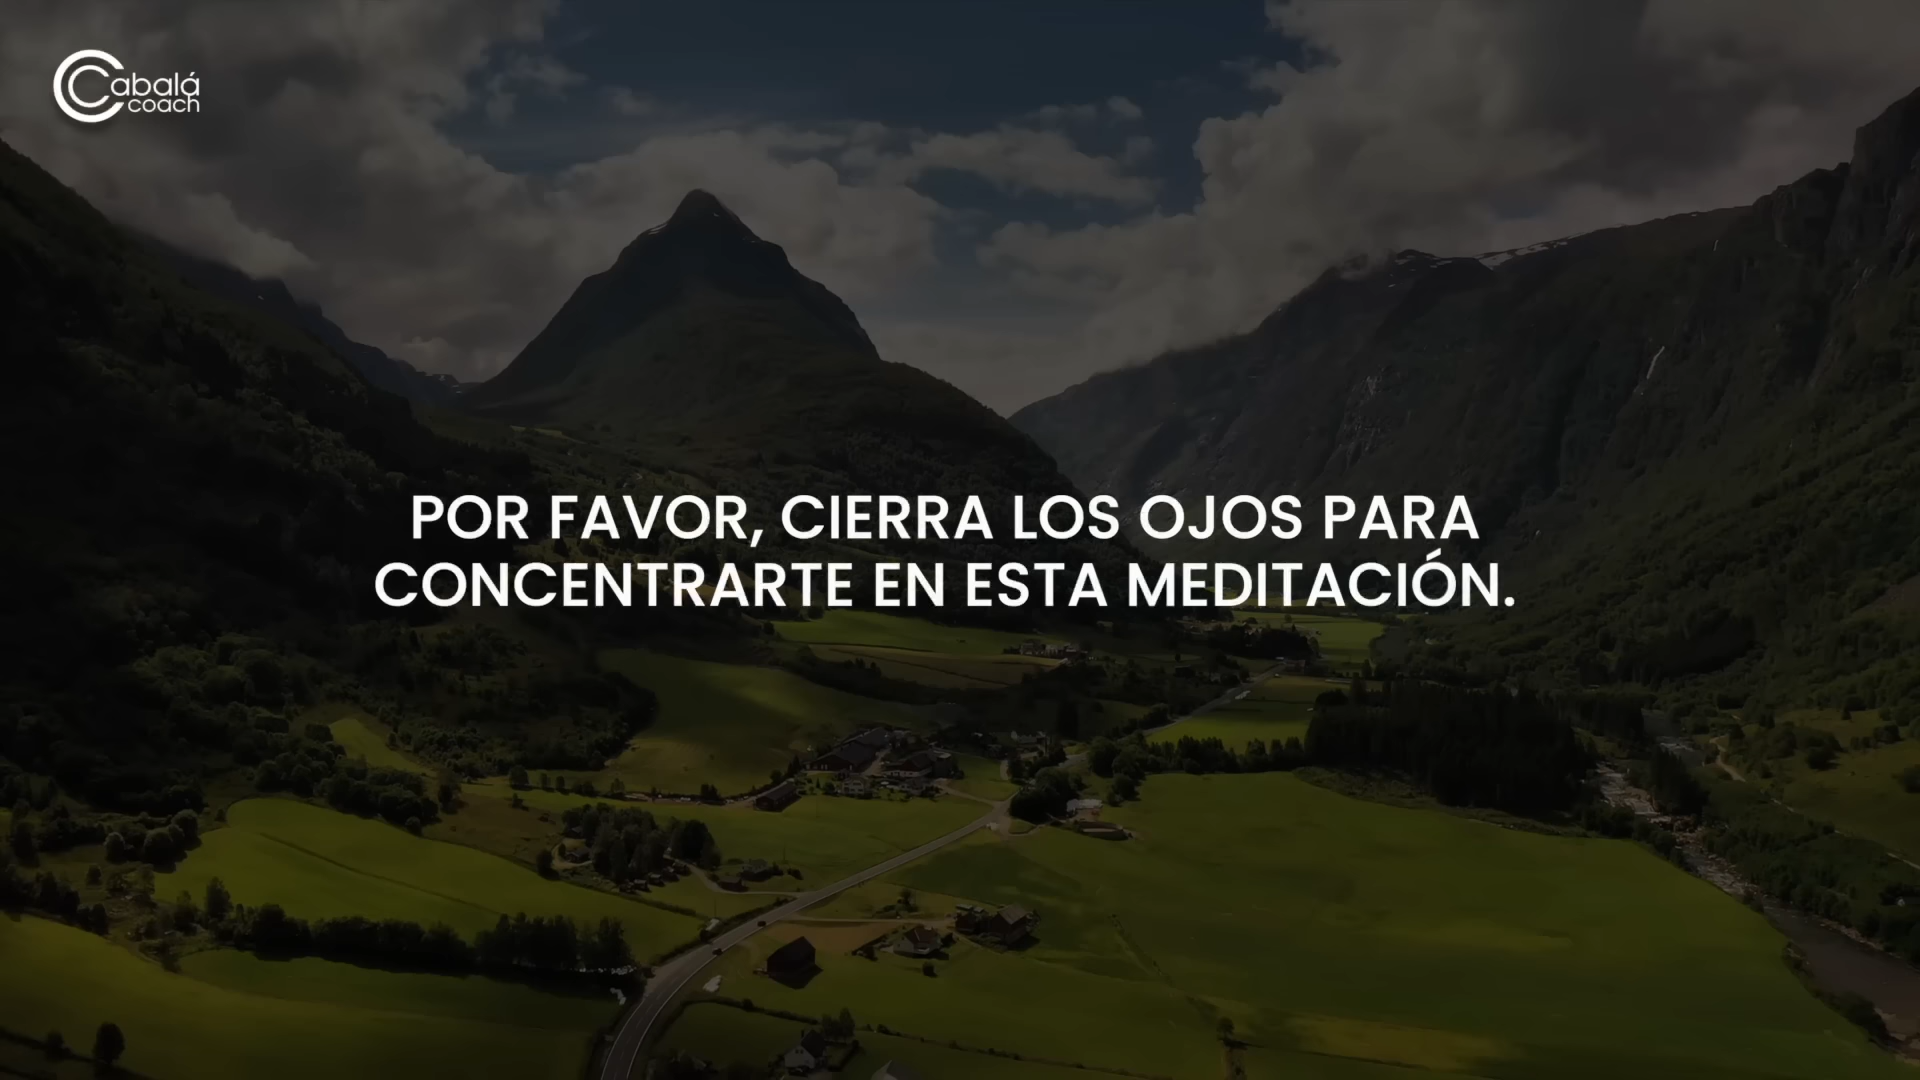 Cabalá
coach
POR FAVOR, CIERRA LOS OJOS PARA
CONCENTRARTE EN ESTA MEDITACIÓN.